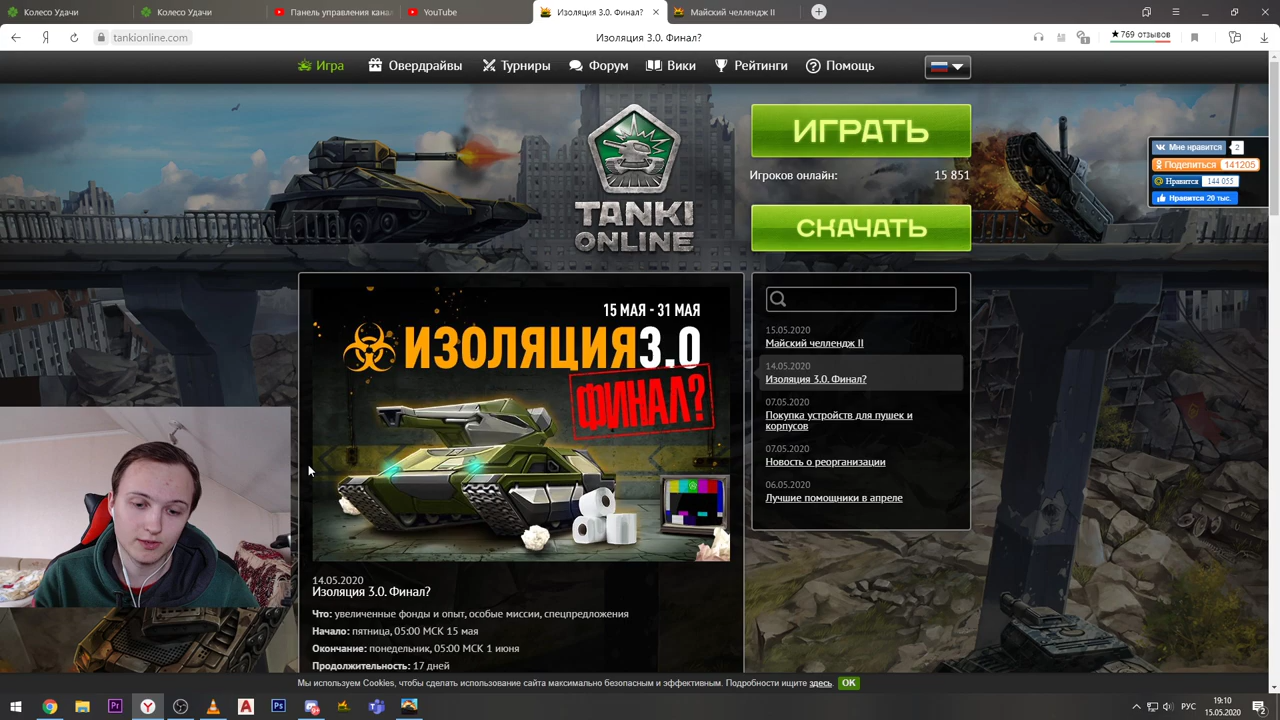 Колесо Удачи
Колесо Удачи
Панель управления кана
YouTube
Изоляция 3.0. Финал?
Майский челлендж II
tankionline.com
Изоляция 3.0. Финал?
769 отзывов
Игра
Овердрайвы
Турниры
Форум
Вики
Рейтинги
Помощь
TANKI
ONLINE
ИГРАТЬ
Игроков онлайн: 15 851
СКАЧАТЬ
Мне нравится 2
Поделиться 141205
Нравится 144 055
Нравится 20 тыс.
15 МАЯ - 31 МАЯ
ИЗОЛЯЦИЯ3.0
ФИНАЛ?
15.05.2020
Майский челлендж II
14.05.2020
Изоляция 3.0. Финал?
07.05.2020
Покупка устройств для пушек и
корпусов
07.05.2020
Новость о реорганизации
06.05.2020
Лучшие помощники в апреле
14.05.2020
Изоляция 3.0. Финал?
Что: увеличенные фонды и опыт, особые миссии, спецпредложения
Начало: пятница, 05:00 МСК 15 мая
Окончание: понедельник, 05:00 МСК 1 июня
Продолжительность: 17 дней
Мы используем Cookies, чтобы сделать использование сайта максимально безопасным и эффективным. Подробности ищите здесь. OK
РУС
19:10
15.05.2020
2